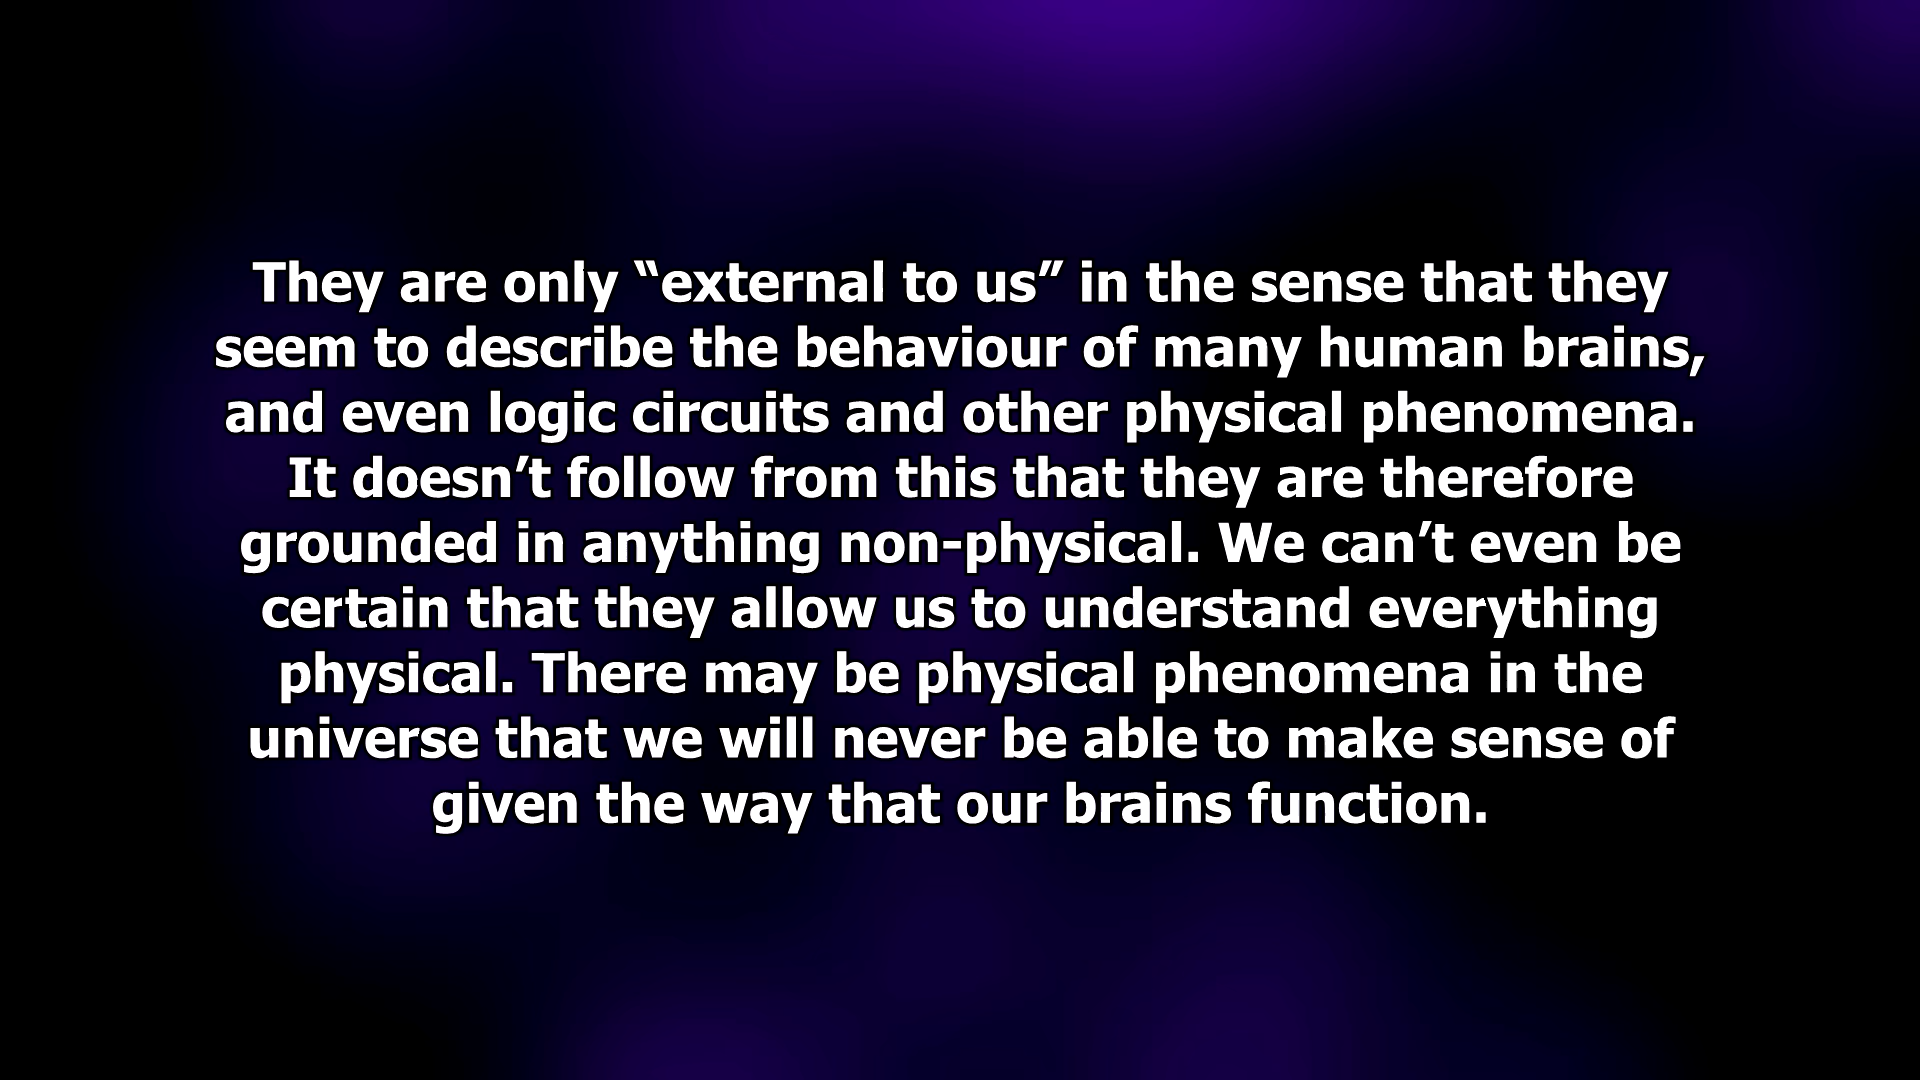 They are only “external to us” in the sense that they
seem to describe the behaviour of many human brains,
and even logic circuits and other physical phenomena.
It doesn’t follow from this that they are therefore
grounded in anything non-physical. We can’t even be
certain that they allow us to understand everything
physical. There may be physical phenomena in the
universe that we will never be able to make sense of
given the way that our brains function.